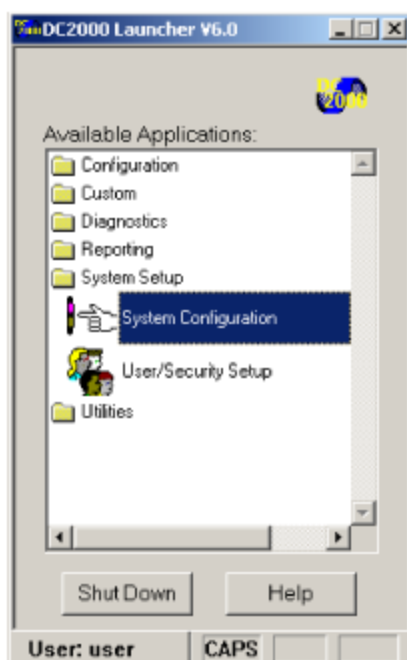 DC2000 Launcher V6.0
DC
2000
Available Applications:
Configuration
Custom
Diagnostics
Reporting
System Setup
System Configuration
User/Security Setup
Utilities
Shut Down Help
User: user CAPS